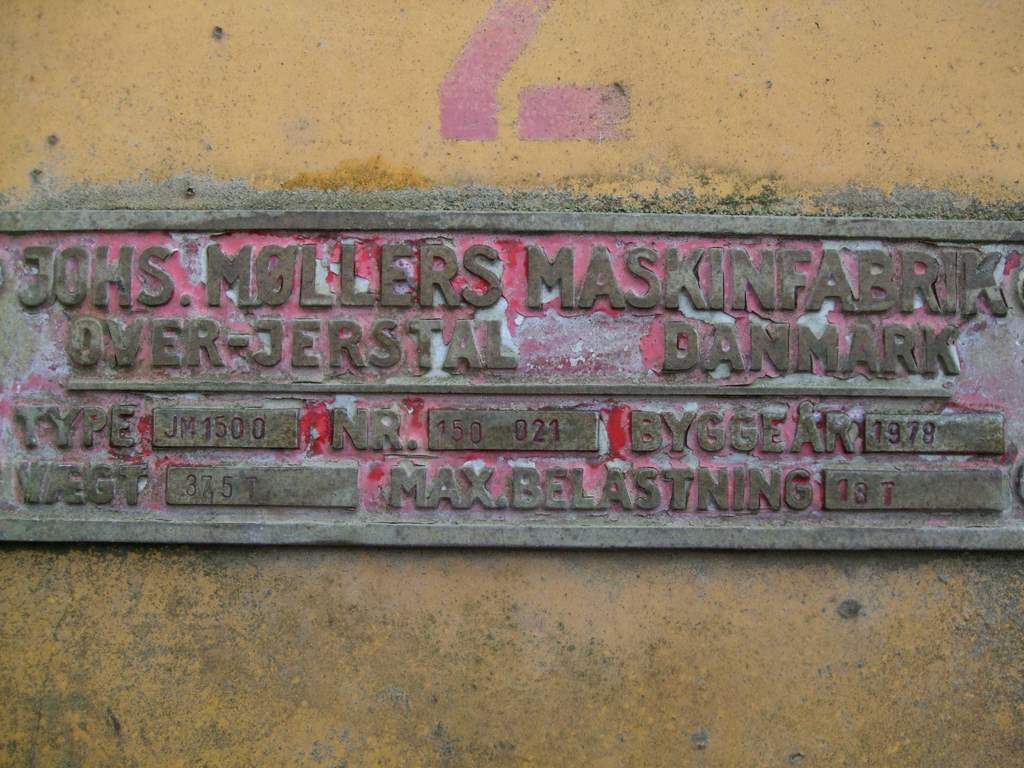 2
JOHS. MØLLERS MASKINFABRIK
OVER-JERSTAL DANMARK
TYPE JM1500 NR. 150 021 BYGGEÅR 1978
VÆGT 37,5 T MAX. BELASTNING 18 T